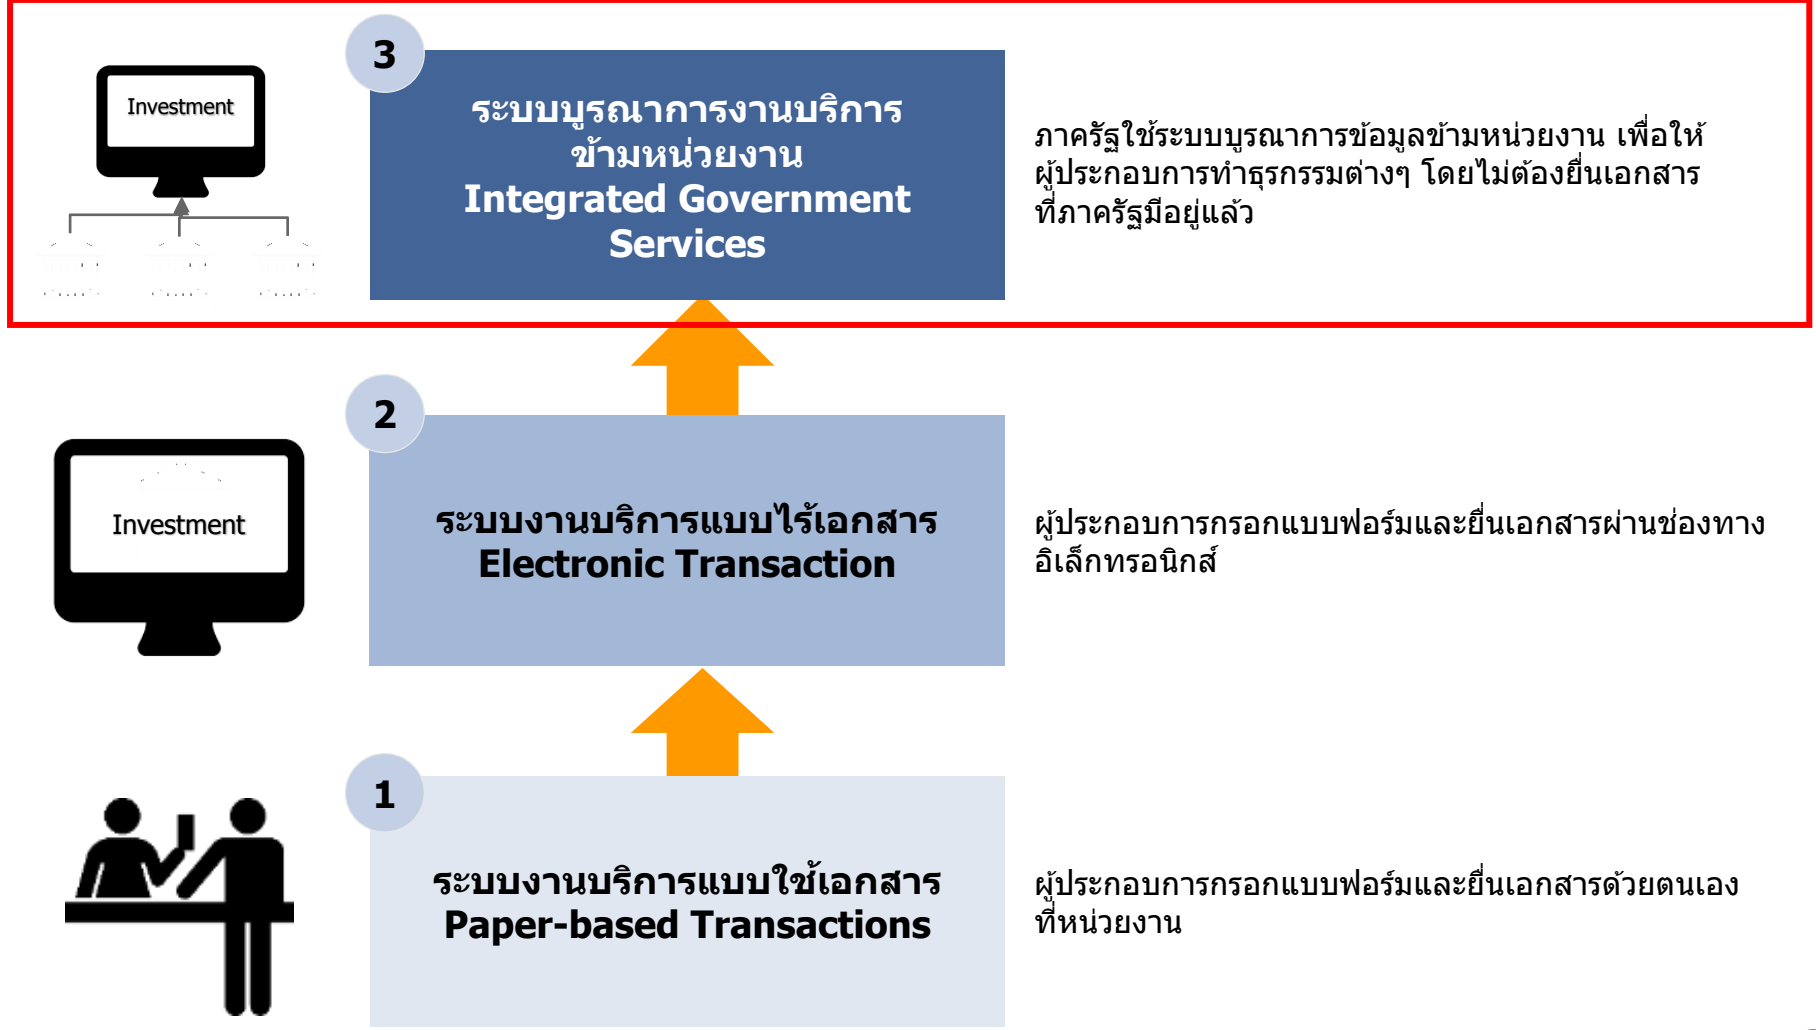 3
Investment
ระบบบูรณาการงานบริการ
ข้ามหน่วยงาน
Integrated Government
Services
ภาครัฐใช้ระบบบูรณาการข้อมูลข้ามหน่วยงาน เพื่อให้
ผู้ประกอบการทำธุรกรรมต่างๆ โดยไม่ต้องยื่นเอกสาร
ที่ภาครัฐมีอยู่แล้ว
2
Investment
ระบบงานบริการแบบไร้เอกสาร
Electronic Transaction
ผู้ประกอบการกรอกแบบฟอร์มและยื่นเอกสารผ่านช่องทาง
อิเล็กทรอนิกส์
1
ระบบงานบริการแบบใช้เอกสาร
Paper-based Transactions
ผู้ประกอบการกรอกแบบฟอร์มและยื่นเอกสารด้วยตนเอง
ที่หน่วยงาน